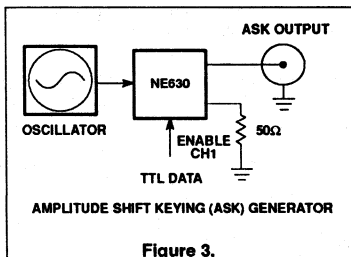 ASK OUTPUT
NE630
OSCILLATOR
ENABLE
CH1
50Ω
TTL DATA
AMPLITUDE SHIFT KEYING (ASK) GENERATOR
Figure 3.